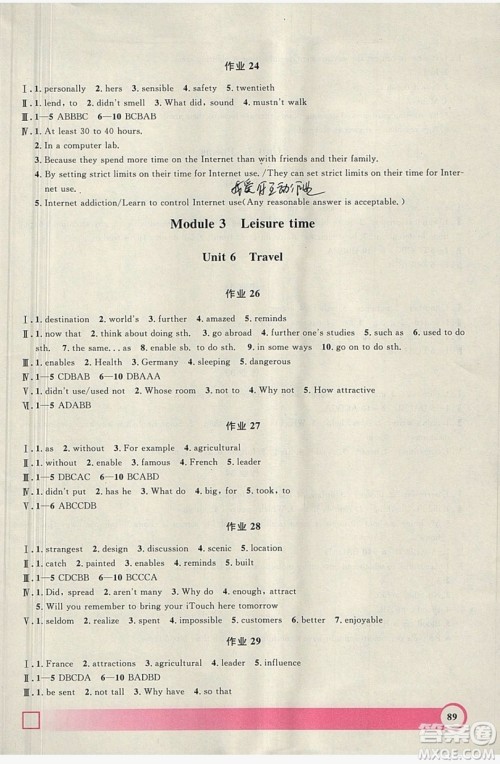 作业 24
Ⅰ. 1. personally 2. hers 3. sensible 4. safety 5. twentieth
Ⅱ. 1. lend, to 2. didn't smell 3. What did, sound 4. mustn't walk
Ⅲ. 1—5 ABBBC 6—10 BCBAB
Ⅳ. 1. At least 30 to 40 hours.
2. In a computer lab.
3. Because they spend more time on the Internet than with friends and their family.
4. By setting strict limits on their time for Internet use. /They can set strict limits on their time for Inter-
net use.
5. Internet addiction/Learn to control Internet use(Any reasonable answer is acceptable. )
Module 3 Leisure time
Unit 6 Travel
作业 26
Ⅰ. 1. destination 2. world's 3. further 4. amazed 5. reminds
Ⅱ. 1. now that 2. think about doing sth. 3. go abroad 4. further one's studies 5. such as 6. used to do
sth. 7. the same...as 8. enable sb. to do sth. 9. in some ways 10. go on to do sth.
Ⅲ. 1. enables 2. Health 3. Germany 4. sleeping 5. dangerous
Ⅳ. 1—5 CDBAB 6—10 DBAAA
Ⅴ. 1. did not use 2. Whose room 3. not to 4. Why not 5. How attractive
Ⅵ. 1—5 ADABB
作业 27
Ⅰ. 1. as 2. without 3. For example 4. agricultural
Ⅱ. 1. without 2. enable 3. famous 4. French 5. leader
Ⅲ. 1—5 DBCAC 6—10 BCABD
Ⅳ. 1. didn't put 2. has he 3. What do 4. big, for 5. took, to
Ⅴ. 1—6 ABCCDB
作业 28
Ⅰ. 1. strangest 2. design 3. discussion 4. scenic 5. location
Ⅱ. 1. catch 2. painted 3. enables 4. built 5. went
Ⅲ. 1—5 CDCBB 6—10 BCCCA
Ⅳ. 1. Did, spread 2. aren't many 3. Why do 4. enough, attract
5. Will you remember to bring your iTouch here tomorrow
Ⅴ. 1. seldom 2. realize 3. spent 4. impossible 5. customers 6. better 7. choose
作业 29
Ⅰ. 1. France 2. attractions 3. agricultural 4. leader 5. influence
Ⅱ. 1—5 DBCDA 6—10 DBADB
Ⅲ. 1. be sent 2. not tall 3. Why have 4. so that
89
答案圈
MXQE.COM